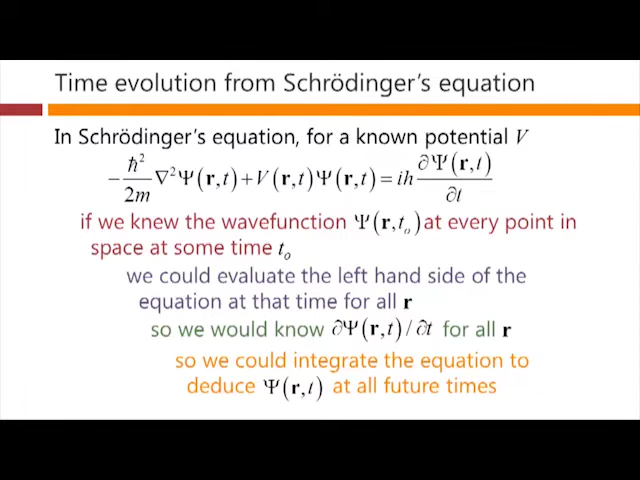 Time evolution from Schrödinger's equation
In Schrödinger's equation, for a known potential V
−ℏ²/2m ∇²Ψ(r,t)+V(r,t)Ψ(r,t)=ih ∂Ψ(r,t)/∂t
if we knew the wavefunction Ψ(r,tₒ) at every point in
space at some time tₒ
we could evaluate the left hand side of the
equation at that time for all r
so we would know ∂Ψ(r,t)/∂t for all r
so we could integrate the equation to
deduce Ψ(r,t) at all future times